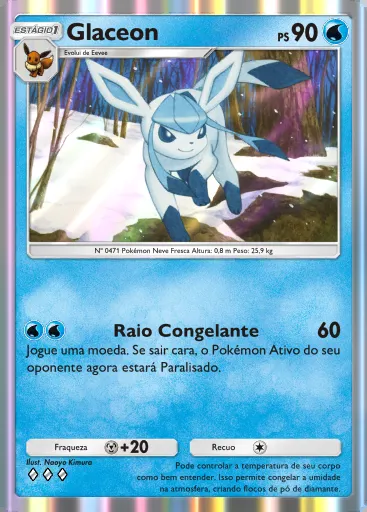 ESTÁGIO 1
Glaceon
PS 90
Evolui de Eevee
Nº 0471 Pokémon Neve Fresca Altura: 0,8 m Peso: 25,9 kg
Raio Congelante 60
Jogue uma moeda. Se sair cara, o Pokémon Ativo do seu
oponente agora estará Paralisado.
Fraqueza +20 Recuo
Ilust. Naoyo Kimura
Pode controlar a temperatura de seu corpo
como bem entender. Isso permite congelar a umidade
na atmosfera, criando flocos de pó de diamante.